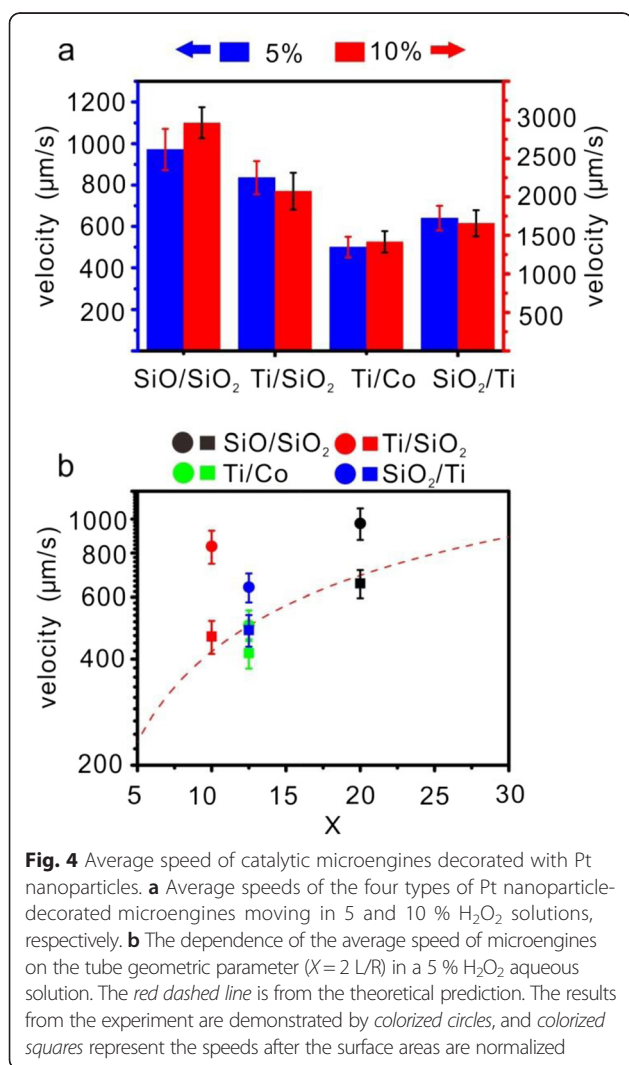 a
5%
10%
1200
1000
800
600
400
200
velocity (μm/s)
3000
2500
2000
1500
1000
500
velocity (μm/s)
SiO/SiO₂ Ti/SiO₂ Ti/Co SiO₂/Ti
b
SiO/SiO₂ Ti/SiO₂
Ti/Co SiO₂/Ti
1000
800
600
400
200
velocity (μm/s)
5 10 15 20 25 30
X
Fig. 4 Average speed of catalytic microengines decorated with Pt
nanoparticles. a Average speeds of the four types of Pt nanoparticle-
decorated microengines moving in 5 and 10 % H₂O₂ solutions,
respectively. b The dependence of the average speed of microengines
on the tube geometric parameter (X = 2 L/R) in a 5 % H₂O₂ aqueous
solution. The red dashed line is from the theoretical prediction. The results
from the experiment are demonstrated by colorized circles, and colorized
squares represent the speeds after the surface areas are normalized